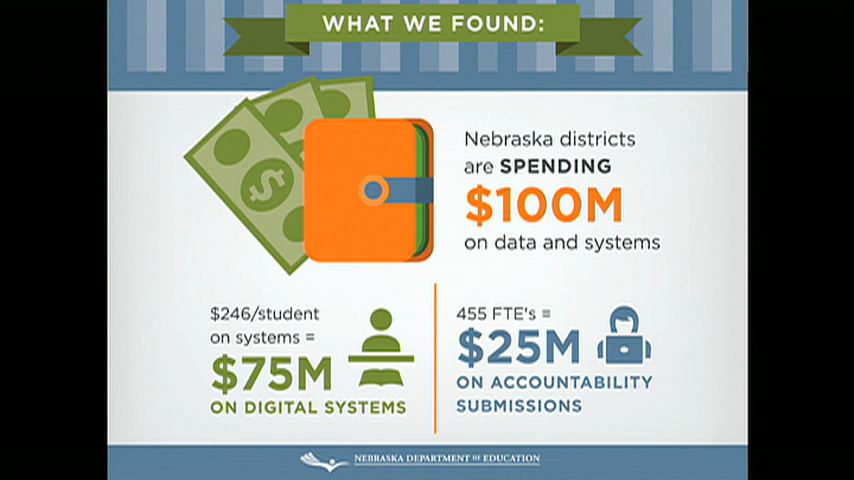 WHAT WE FOUND:
Nebraska districts
are SPENDING
$100M
on data and systems
$246/student
on systems =
$75M
ON DIGITAL SYSTEMS
455 FTE's =
$25M
ON ACCOUNTABILITY
SUBMISSIONS
NEBRASKA DEPARTMENT OF EDUCATION